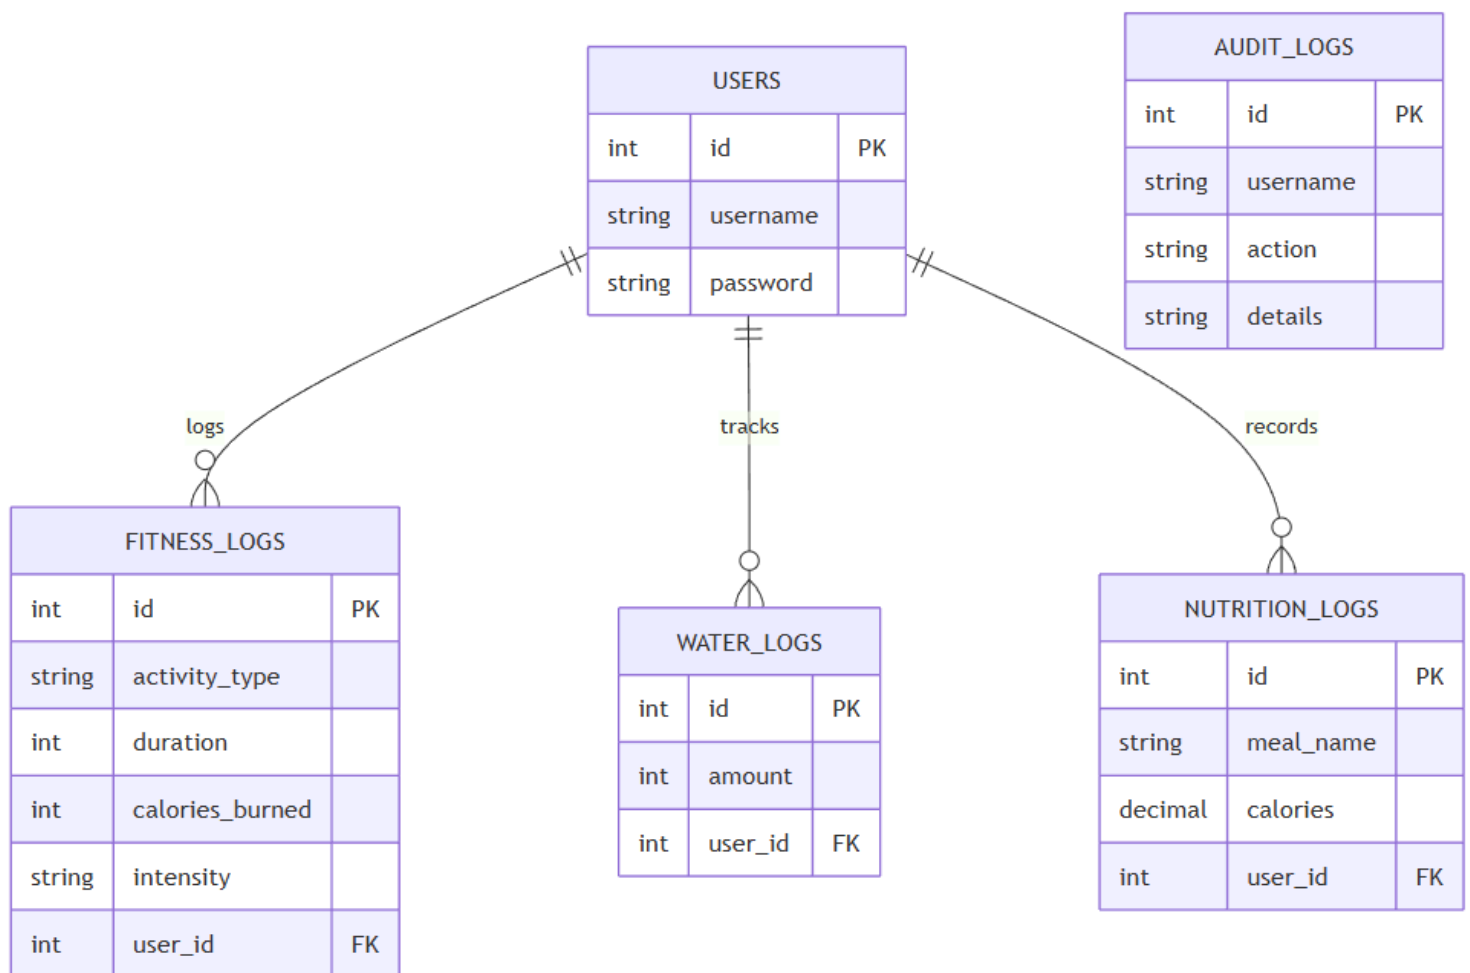 USERS
int id PK
string username
string password
AUDIT_LOGS
int id PK
string username
string action
string details
logs
tracks
records
FITNESS_LOGS
int id PK
string activity_type
int duration
int calories_burned
string intensity
int user_id FK
WATER_LOGS
int id PK
int amount
int user_id FK
NUTRITION_LOGS
int id PK
string meal_name
decimal calories
int user_id FK